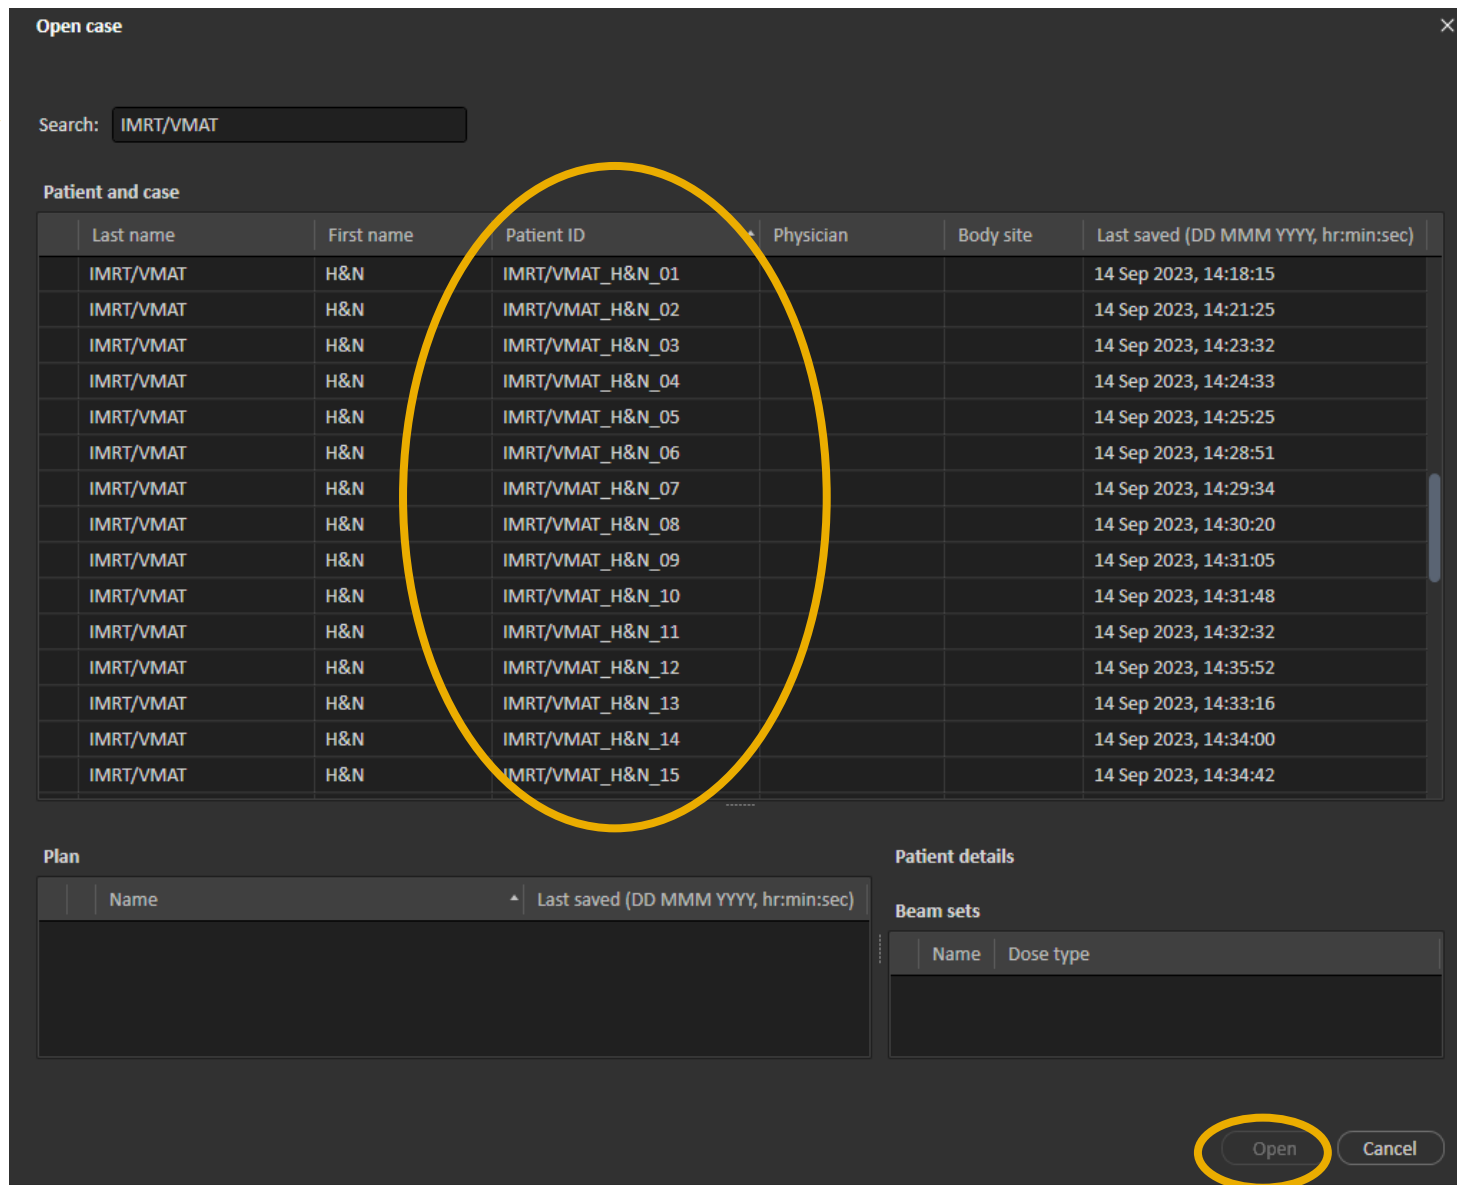 Open case
Search: IMRT/VMAT
Patient and case
Last name First name Patient ID Physician Body site Last saved (DD MMM YYYY, hr:min:sec)
IMRT/VMAT H&N IMRT/VMAT_H&N_01 14 Sep 2023, 14:18:15
IMRT/VMAT H&N IMRT/VMAT_H&N_02 14 Sep 2023, 14:21:25
IMRT/VMAT H&N IMRT/VMAT_H&N_03 14 Sep 2023, 14:23:32
IMRT/VMAT H&N IMRT/VMAT_H&N_04 14 Sep 2023, 14:24:33
IMRT/VMAT H&N IMRT/VMAT_H&N_05 14 Sep 2023, 14:25:25
IMRT/VMAT H&N IMRT/VMAT_H&N_06 14 Sep 2023, 14:28:51
IMRT/VMAT H&N IMRT/VMAT_H&N_07 14 Sep 2023, 14:29:34
IMRT/VMAT H&N IMRT/VMAT_H&N_08 14 Sep 2023, 14:30:20
IMRT/VMAT H&N IMRT/VMAT_H&N_09 14 Sep 2023, 14:31:05
IMRT/VMAT H&N IMRT/VMAT_H&N_10 14 Sep 2023, 14:31:48
IMRT/VMAT H&N IMRT/VMAT_H&N_11 14 Sep 2023, 14:32:32
IMRT/VMAT H&N IMRT/VMAT_H&N_12 14 Sep 2023, 14:35:52
IMRT/VMAT H&N IMRT/VMAT_H&N_13 14 Sep 2023, 14:33:16
IMRT/VMAT H&N IMRT/VMAT_H&N_14 14 Sep 2023, 14:34:00
IMRT/VMAT H&N IMRT/VMAT_H&N_15 14 Sep 2023, 14:34:42
Plan
Name Last saved (DD MMM YYYY, hr:min:sec)
Patient details
Beam sets
Name Dose type
Open Cancel